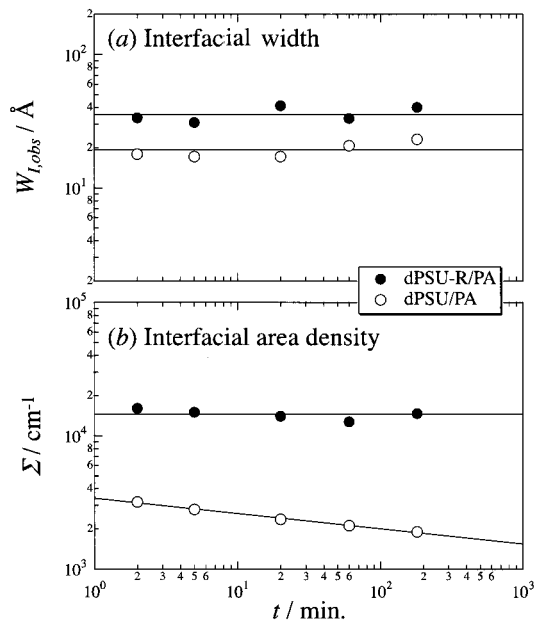 10²
(a) Interfacial width
6
4
2
10¹
8
6
4
2
W_I,obs / Å
● dPSU-R/PA
○ dPSU/PA
10⁵
(b) Interfacial area density
8
6
4
2
10⁴
8
6
4
2
10³
Σ / cm⁻¹
10⁰ 2 3 4 5 6 10¹ 2 3 4 5 6 10² 2 3 4 5 6 10³
t / min.